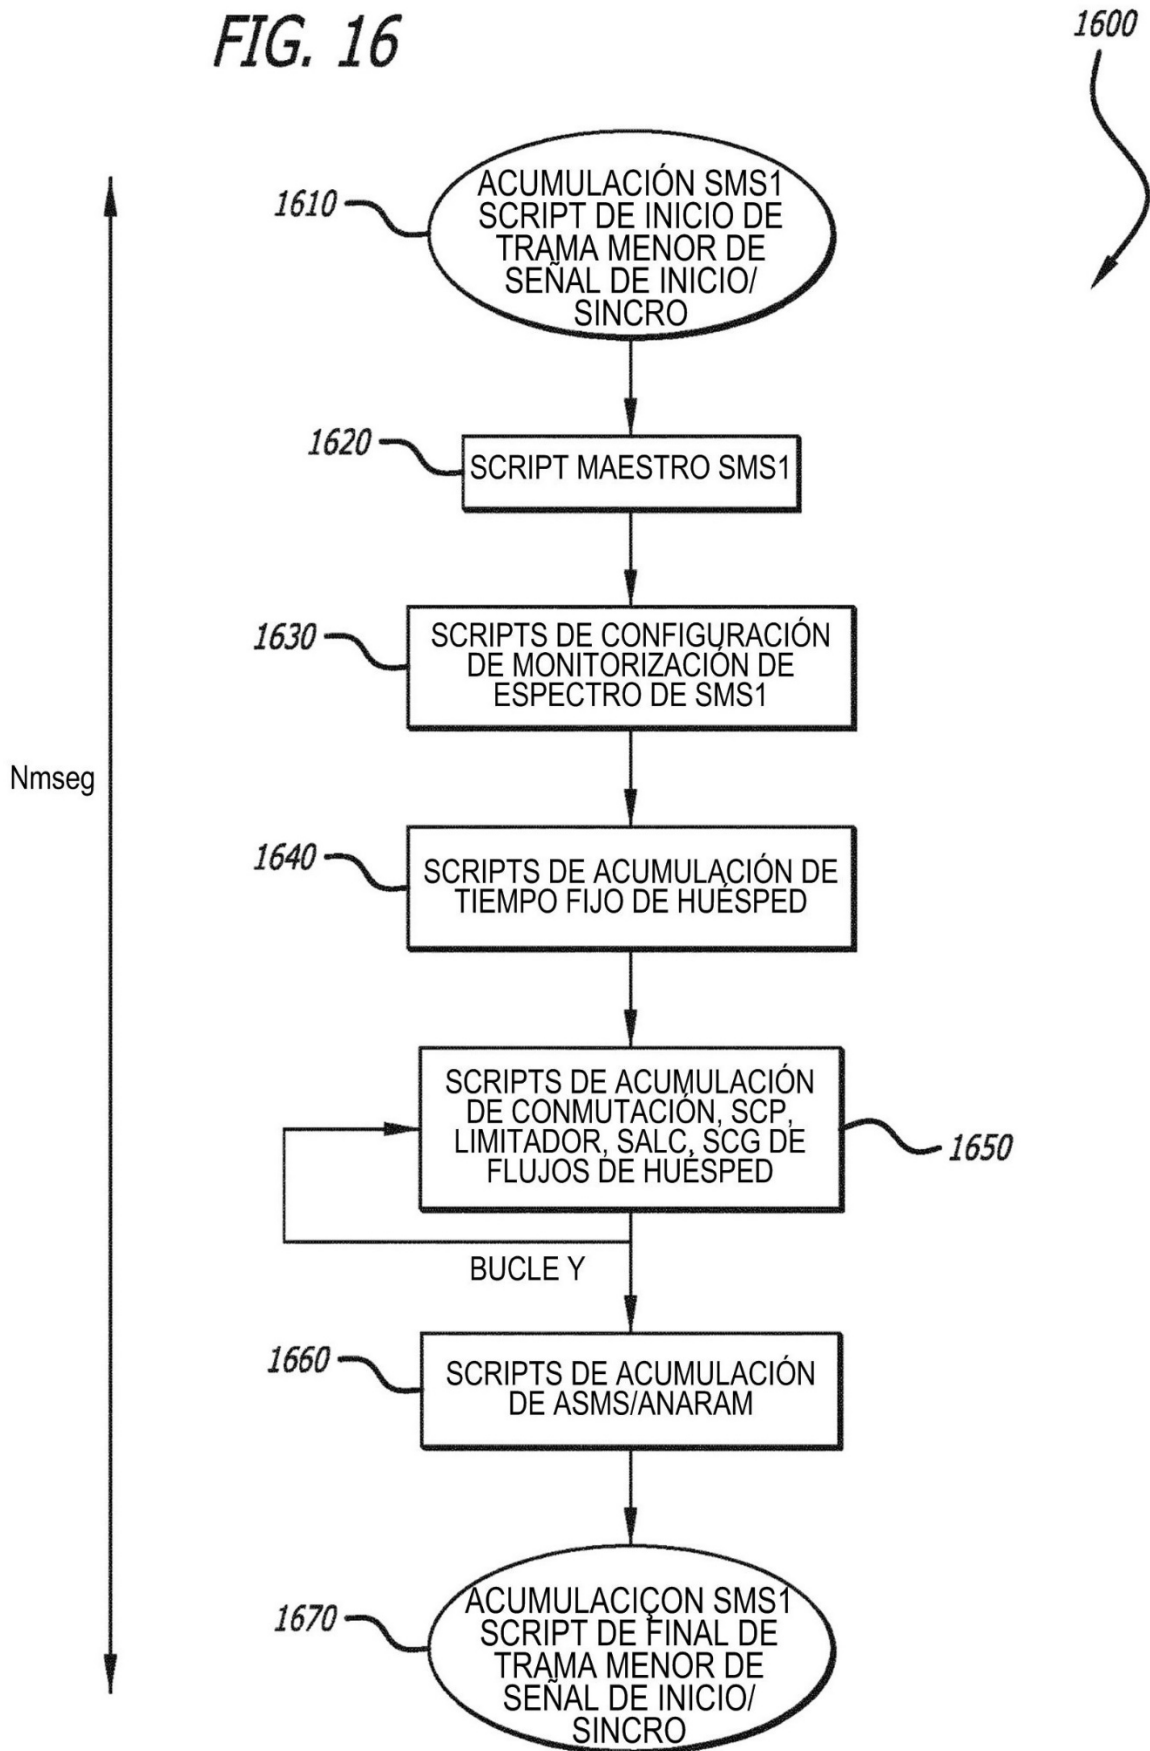 FIG. 16
1600
1610
ACUMULACIÓN SMS1
SCRIPT DE INICIO DE
TRAMA MENOR DE
SEÑAL DE INICIO/
SINCRO
1620
SCRIPT MAESTRO SMS1
1630
SCRIPTS DE CONFIGURACIÓN
DE MONITORIZACIÓN DE
ESPECTRO DE SMS1
Nmseg
1640
SCRIPTS DE ACUMULACIÓN DE
TIEMPO FIJO DE HUÉSPED
SCRIPTS DE ACUMULACIÓN
DE CONMUTACIÓN, SCP,
LIMITADOR, SALC, SCG DE
FLUJOS DE HUÉSPED
1650
BUCLE Y
1660
SCRIPTS DE ACUMULACIÓN
DE ASMS/ANARAM
1670
ACUMULACIÇON SMS1
SCRIPT DE FINAL DE
TRAMA MENOR DE
SEÑAL DE INICIO/
SINCRO